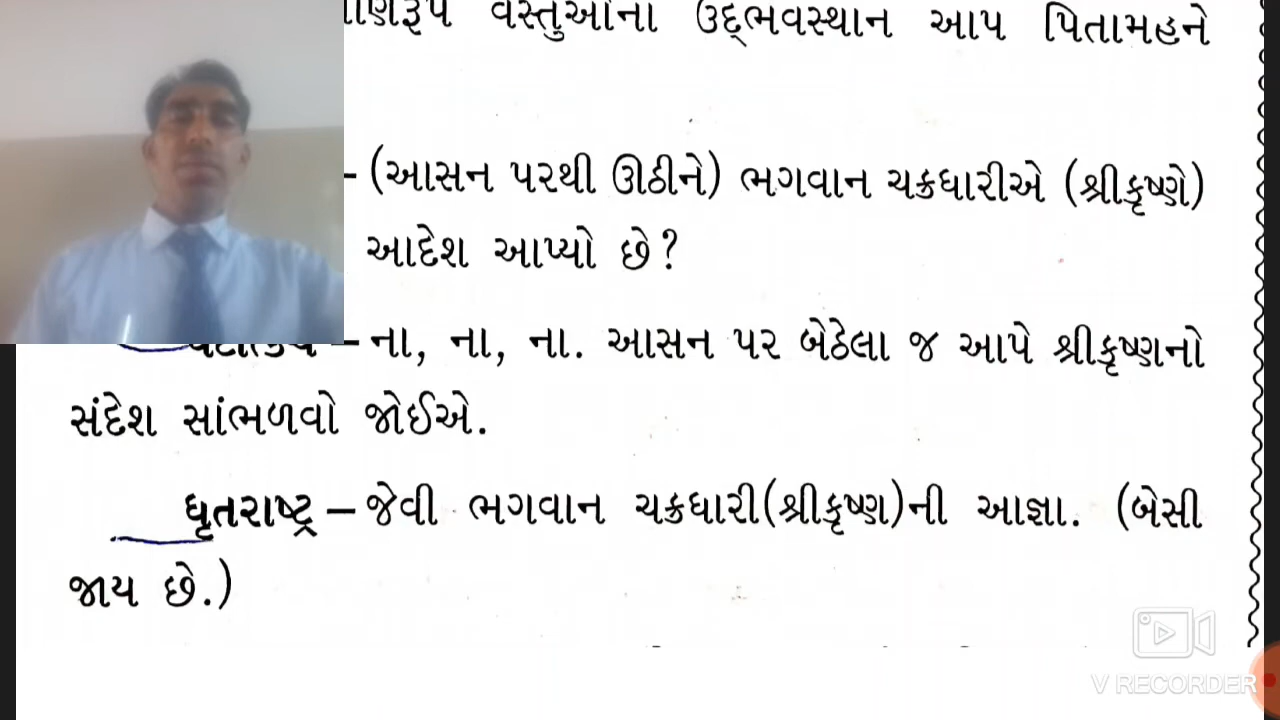 વસ્તુઓના ઉદ્ભવસ્થાન આપ પિતામહને
– (આસન પરથી ઊઠીને) ભગવાન ચક્રધારીએ (શ્રીકૃષ્ણે)
આદેશ આપ્યો છે?
– ના, ના, ના. આસન પર બેઠેલા જ આપે શ્રીકૃષ્ણનો
સંદેશ સાંભળવો જોઈએ.
ધૃતરાષ્ટ્ર – જેવી ભગવાન ચક્રધારી(શ્રીકૃષ્ણ)ની આજ્ઞા. (બેસી
જાય છે.)
V RECORDER